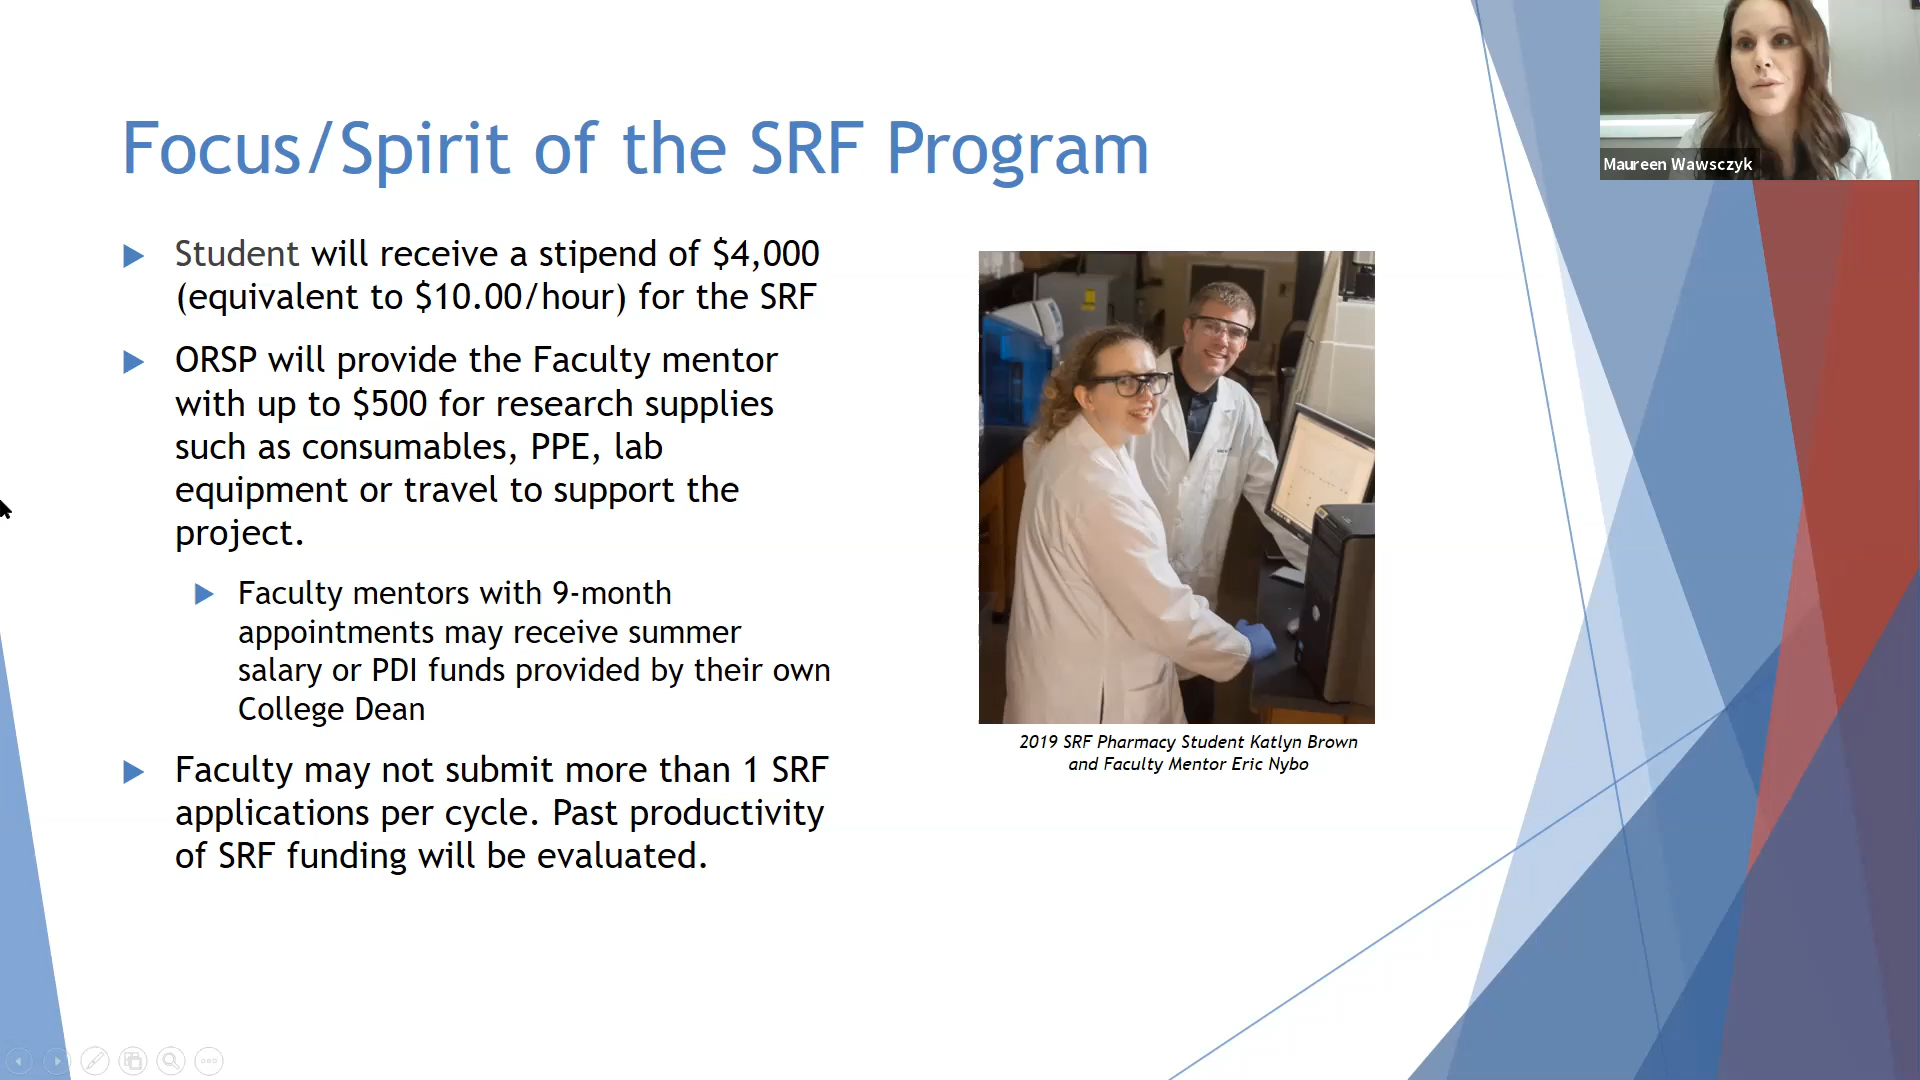 Focus/Spirit of the SRF Program
Student will receive a stipend of $4,000
(equivalent to $10.00/hour) for the SRF
ORSP will provide the Faculty mentor
with up to $500 for research supplies
such as consumables, PPE, lab
equipment or travel to support the
project.
Faculty mentors with 9-month
appointments may receive summer
salary or PDI funds provided by their own
College Dean
Faculty may not submit more than 1 SRF
applications per cycle. Past productivity
of SRF funding will be evaluated.
2019 SRF Pharmacy Student Katlyn Brown
and Faculty Mentor Eric Nybo
Maureen Wawsczyk